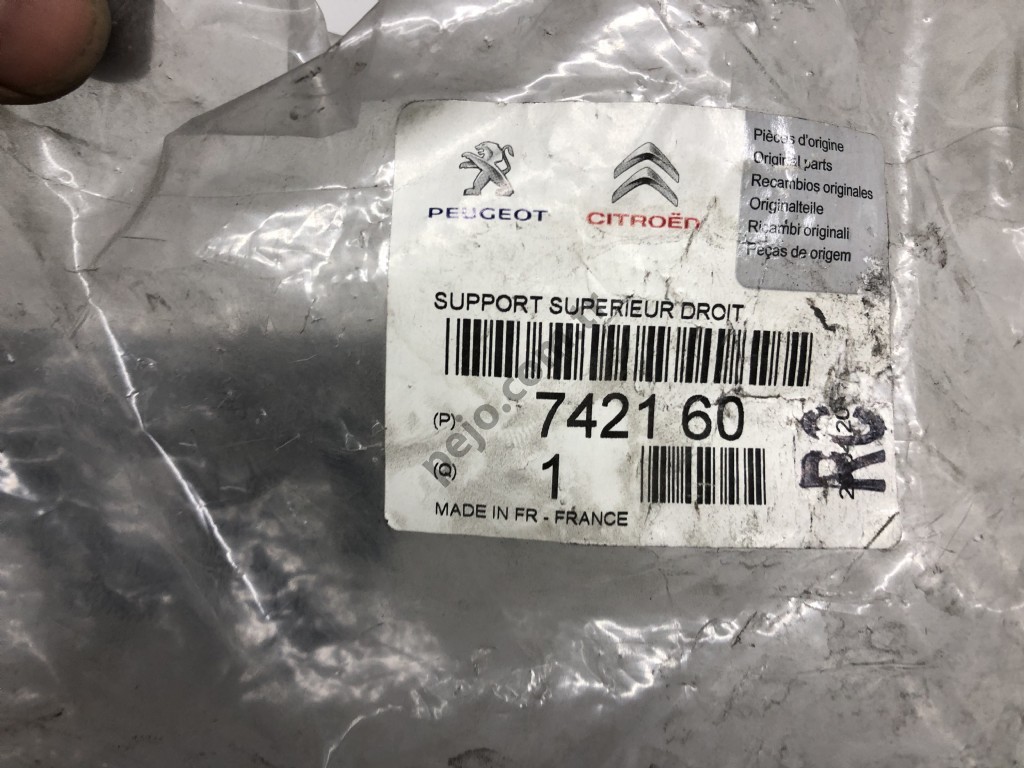 PEUGEOT
CITROËN
Pièces d'origine
Original parts
Recambios originales
Originalteile
Ricambi originali
Peças de origem
SUPPORT SUPERIEUR DROIT
(P) 7421 60
(Q) 1
MADE IN FR - FRANCE
RC